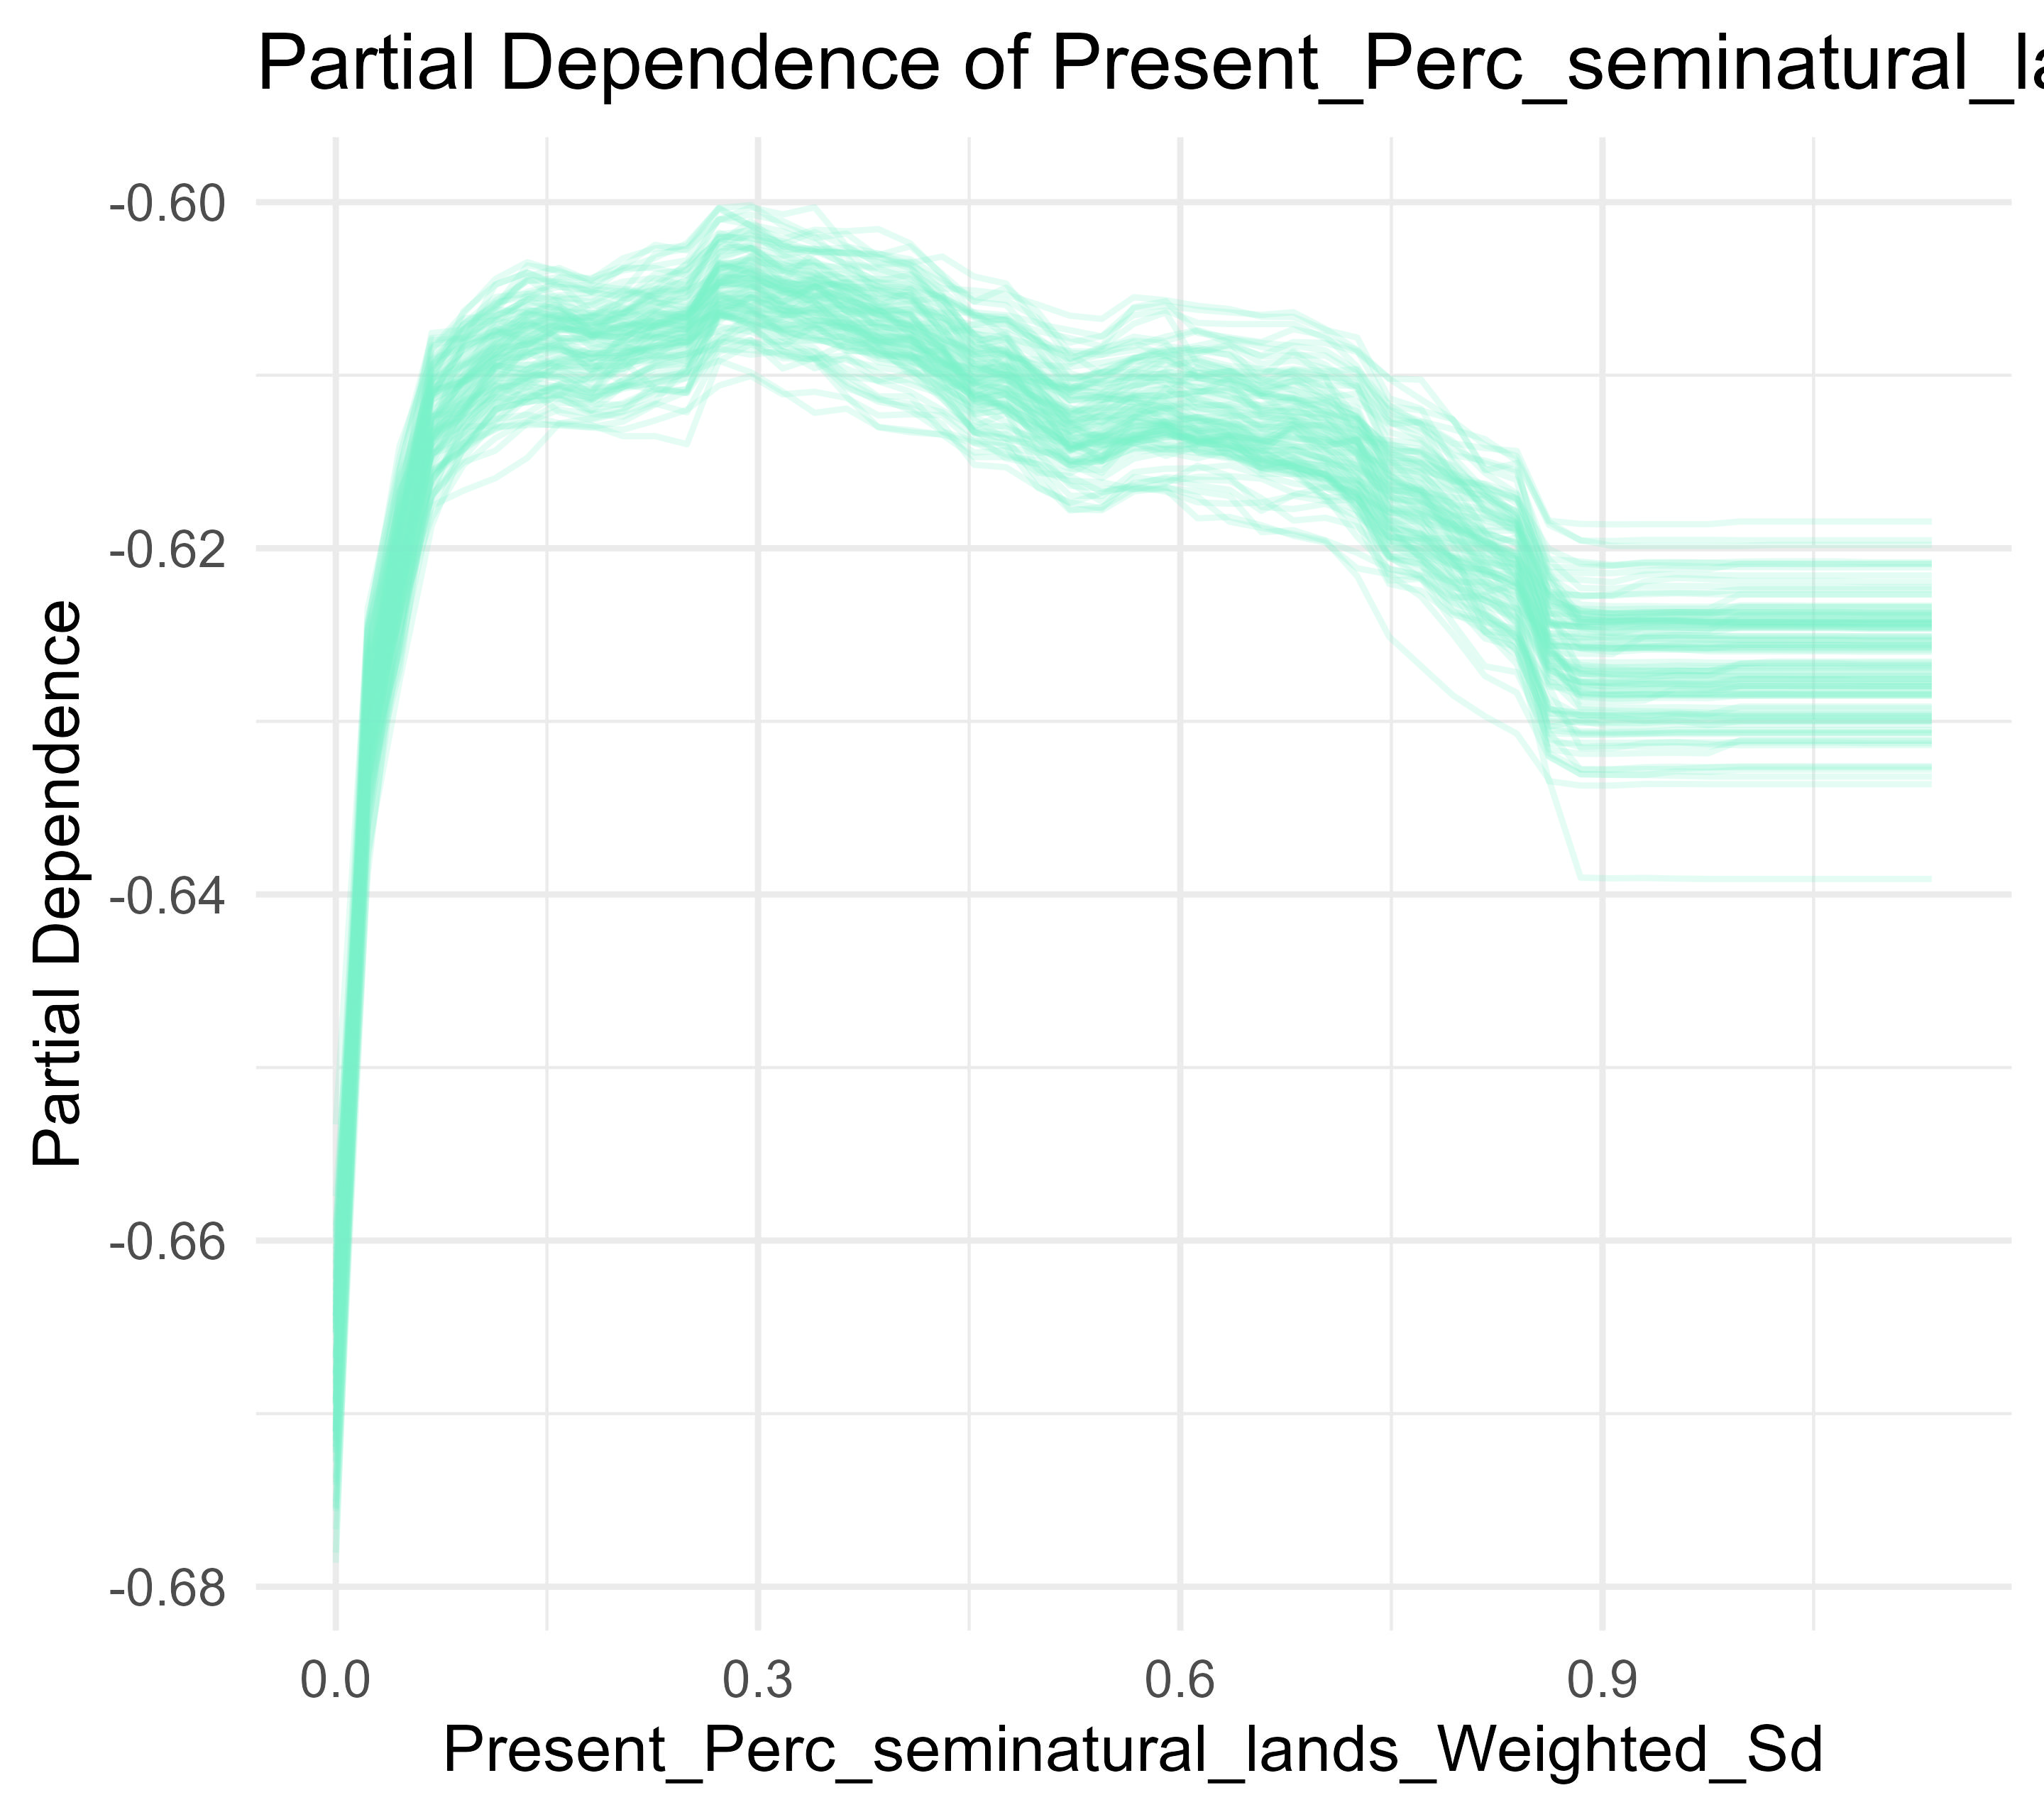 Partial Dependence of Present_Perc_seminatural_la
-0.60
-0.62
-0.64
-0.66
-0.68
Partial Dependence
0.0 0.3 0.6 0.9
Present_Perc_seminatural_lands_Weighted_Sd